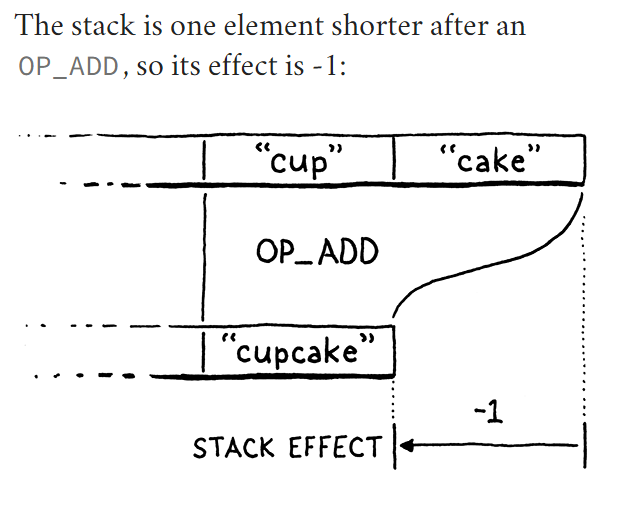 The stack is one element shorter after an
OP_ADD, so its effect is -1:
“cup” “cake”
OP_ADD
“cupcake”
-1
STACK EFFECT